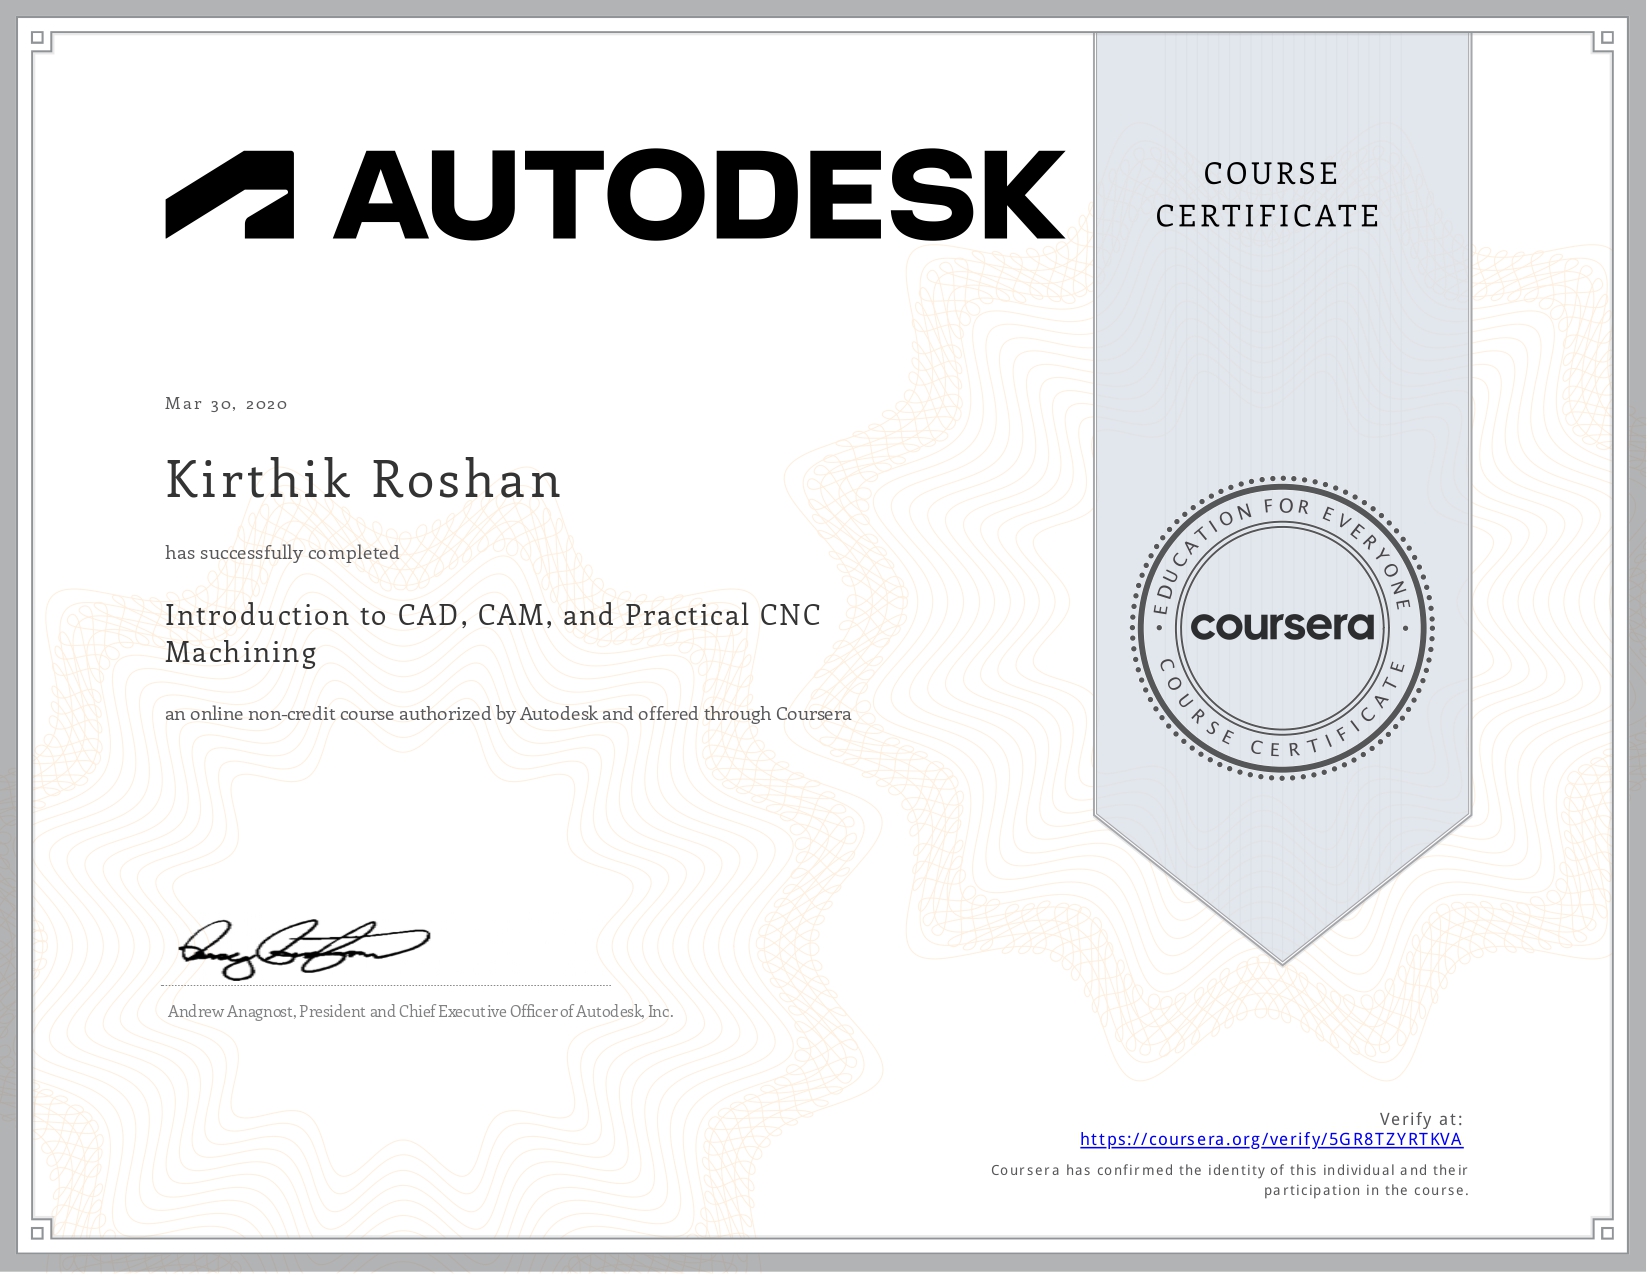 AUTODESK
COURSE
CERTIFICATE
Mar 30, 2020
Kirthik Roshan
has successfully completed
Introduction to CAD, CAM, and Practical CNC
Machining
an online non-credit course authorized by Autodesk and offered through Coursera
• EDUCATION FOR EVERYONE •
coursera
COURSE CERTIFICATE
Andrew Anagnost, President and Chief Executive Officer of Autodesk, Inc.
Verify at:
https://coursera.org/verify/5GR8TZYRTKVA
Coursera has confirmed the identity of this individual and their
participation in the course.